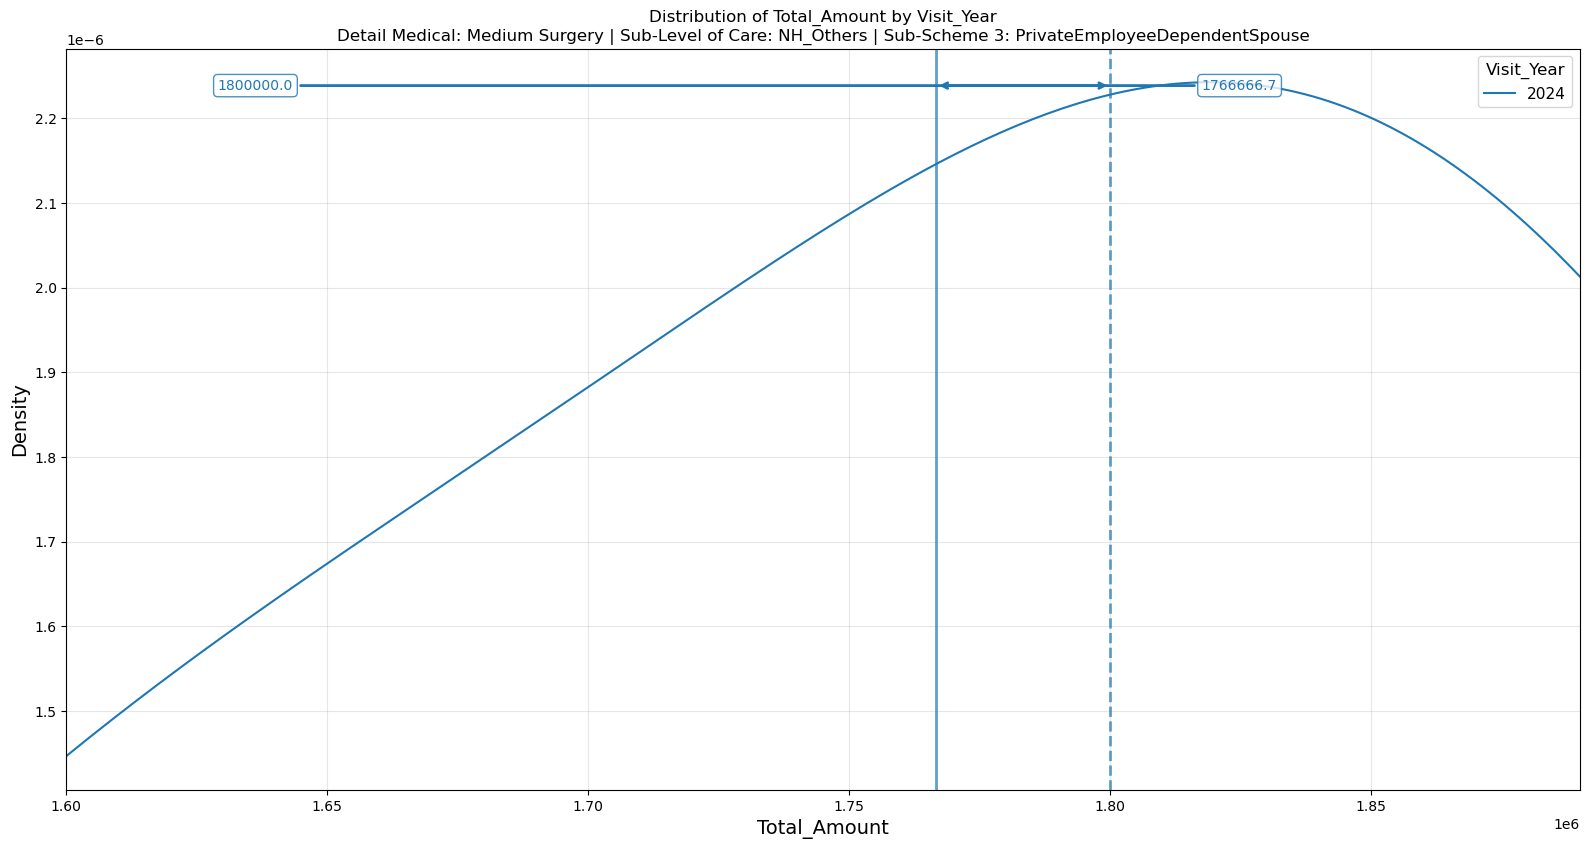 Distribution of Total_Amount by Visit_Year
Detail Medical: Medium Surgery | Sub-Level of Care: NH_Others | Sub-Scheme 3: PrivateEmployeeDependentSpouse
1e−6
1800000.0
1766666.7
Visit_Year
2024
2.2
2.1
2.0
1.9
1.8
1.7
1.6
1.5
Density
1.60
1.65
1.70
1.75
1.80
1.85
1e6
Total_Amount